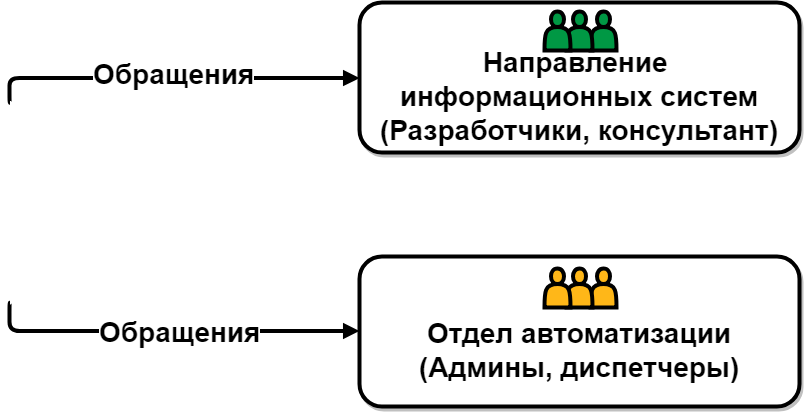 Обращения
Направление
информационных систем
(Разработчики, консультант)
Обращения
Отдел автоматизации
(Админы, диспетчеры)